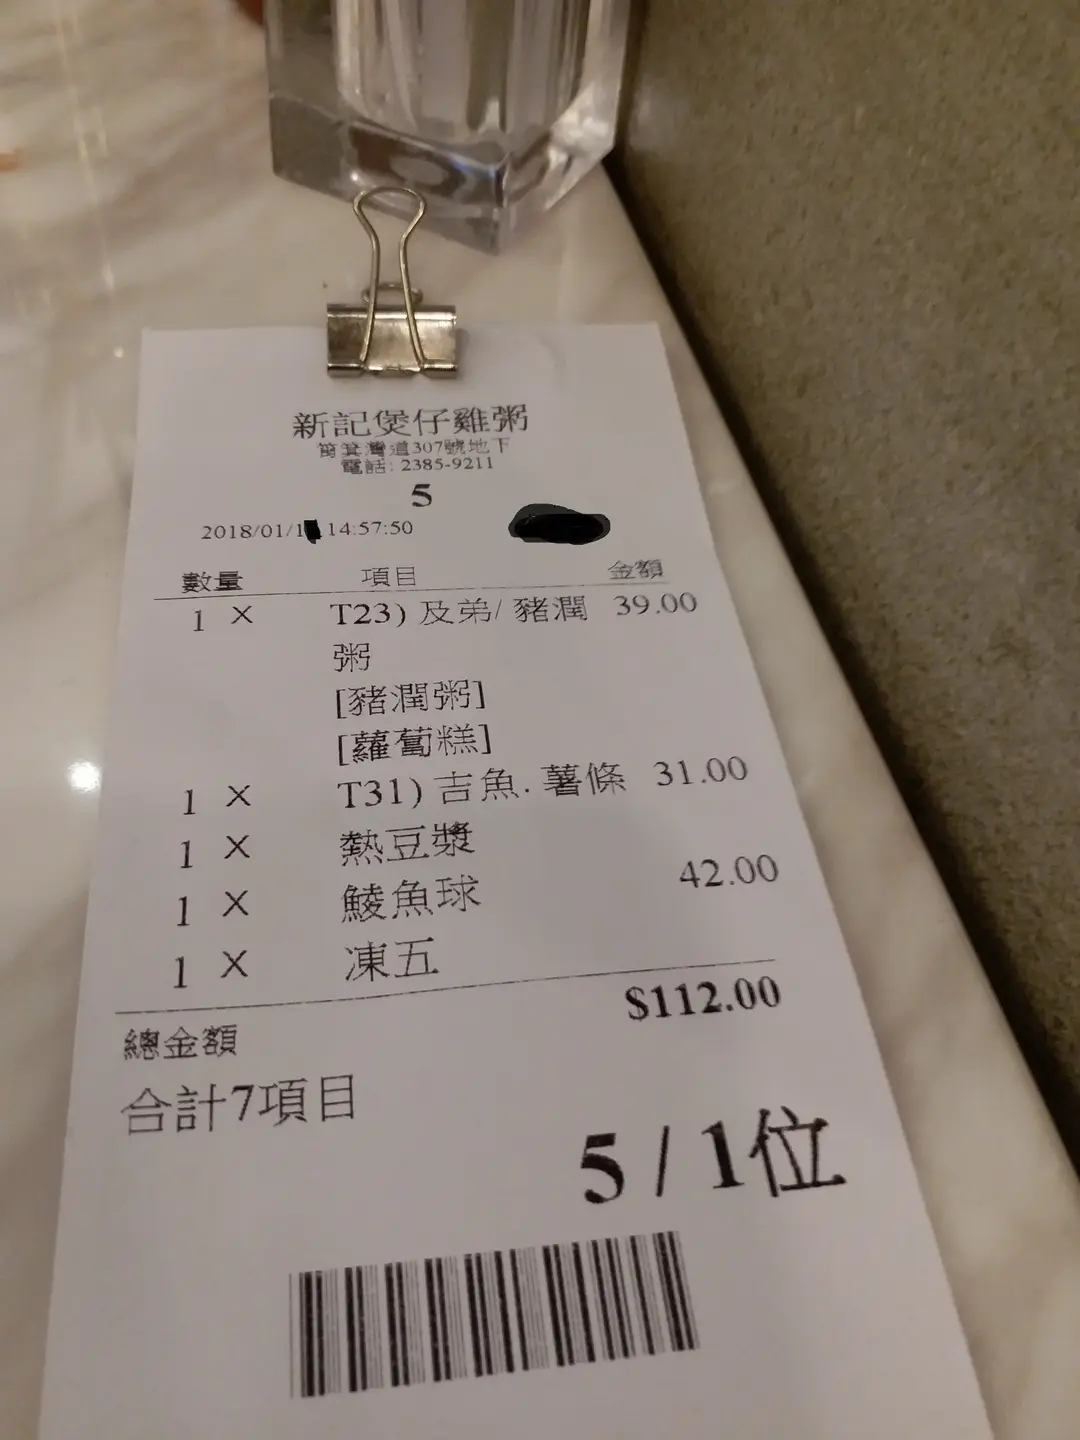 新記煲仔雞粥
筲箕灣道307號地下
電話: 2385-9211
5
2018/01/1 14:57:50
數量 項目 金額
1 X T23) 及弟/ 豬潤 39.00
粥
[豬潤粥]
[蘿蔔糕]
1 X T31) 吉魚. 薯條 31.00
1 X 熱豆漿
1 X 鯪魚球 42.00
1 X 凍五
總金額 $112.00
合計7項目
5 / 1位